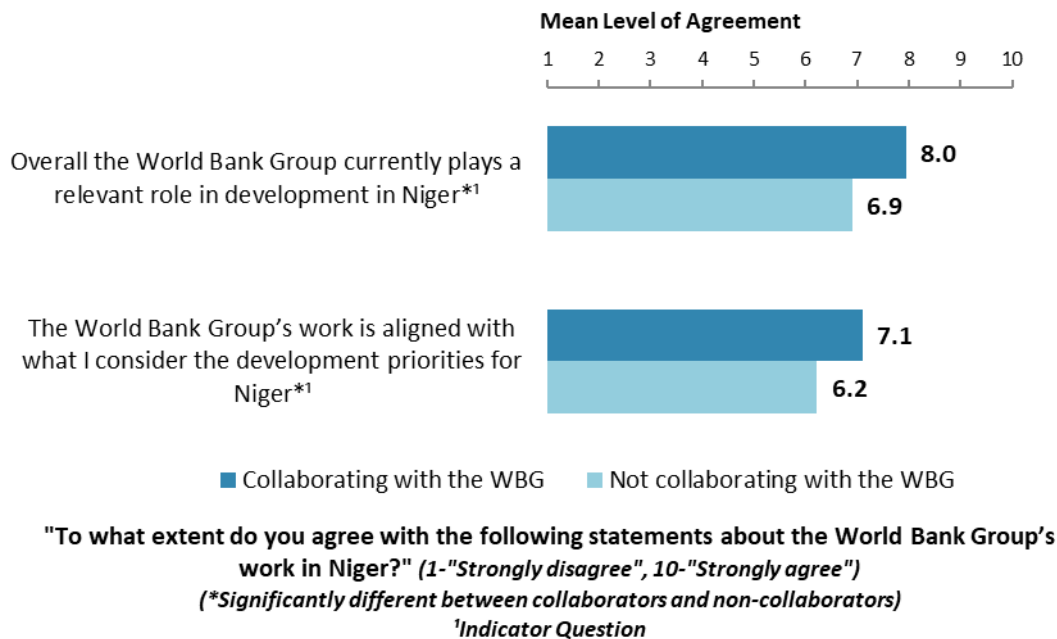 Mean Level of Agreement
1 2 3 4 5 6 7 8 9 10
Overall the World Bank Group currently plays a
relevant role in development in Niger*¹
8.0
6.9
The World Bank Group’s work is aligned with
what I consider the development priorities for
Niger*¹
7.1
6.2
Collaborating with the WBG Not collaborating with the WBG
"To what extent do you agree with the following statements about the World Bank Group’s
work in Niger?" (1-"Strongly disagree", 10-"Strongly agree")
(*Significantly different between collaborators and non-collaborators)
¹Indicator Question